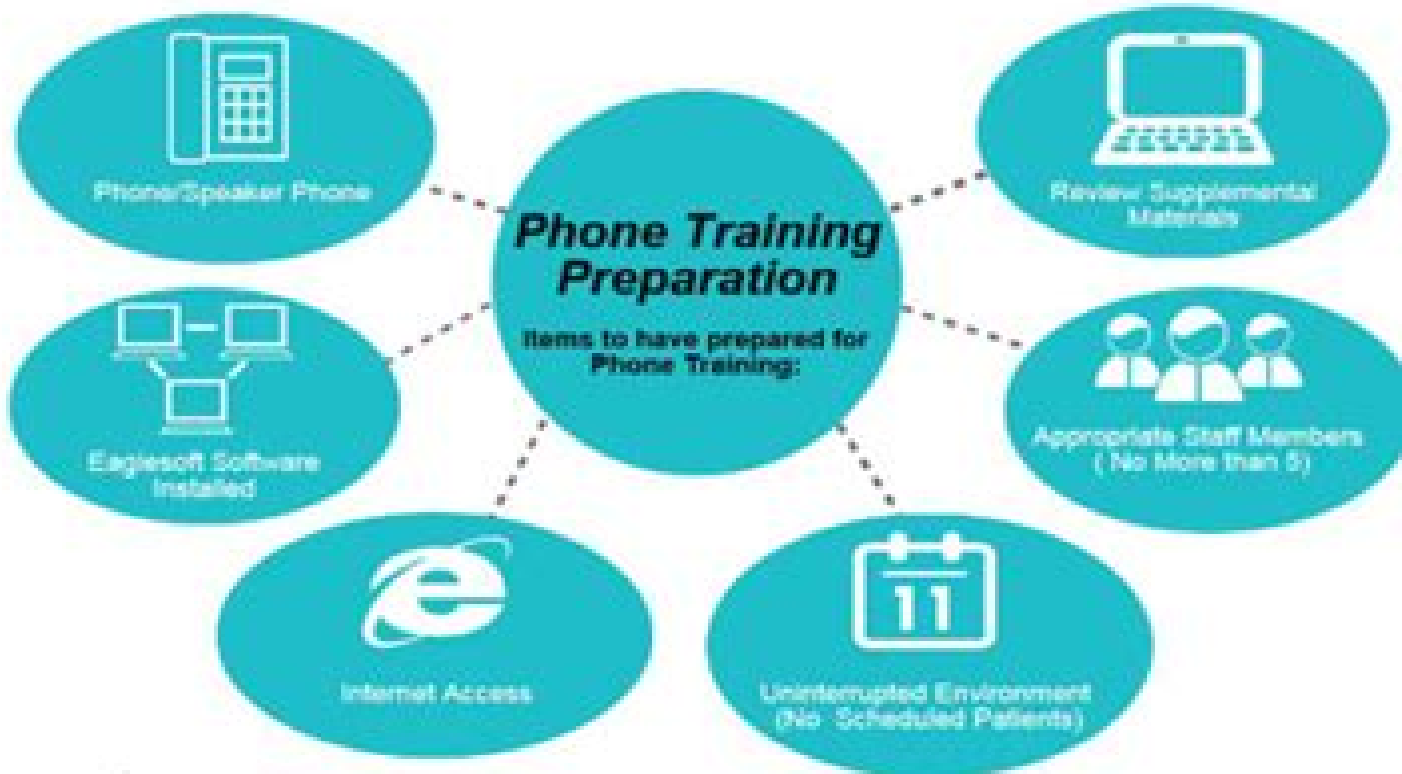 Phone Training
Preparation
Items to have prepared for
Phone Training:
Phone/Speaker Phone
Eaglesoft Software
Installed
Internet Access
11
Uninterrupted Environment
(No Scheduled Patients)
Appropriate Staff Members
( No More than 5)
Review Supplemental
Materials